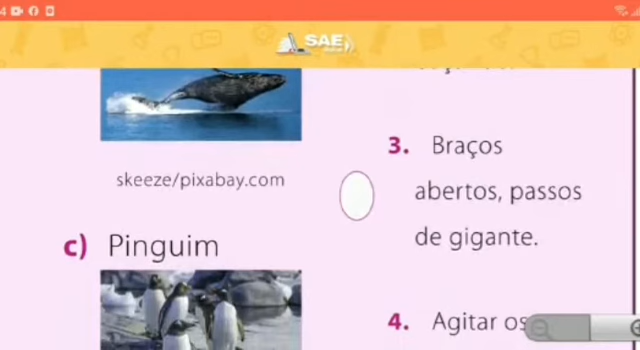 SAE
skeeze/pixabay.com
c) Pinguim
3. Braços
abertos, passos
de gigante.
4. Agitar os